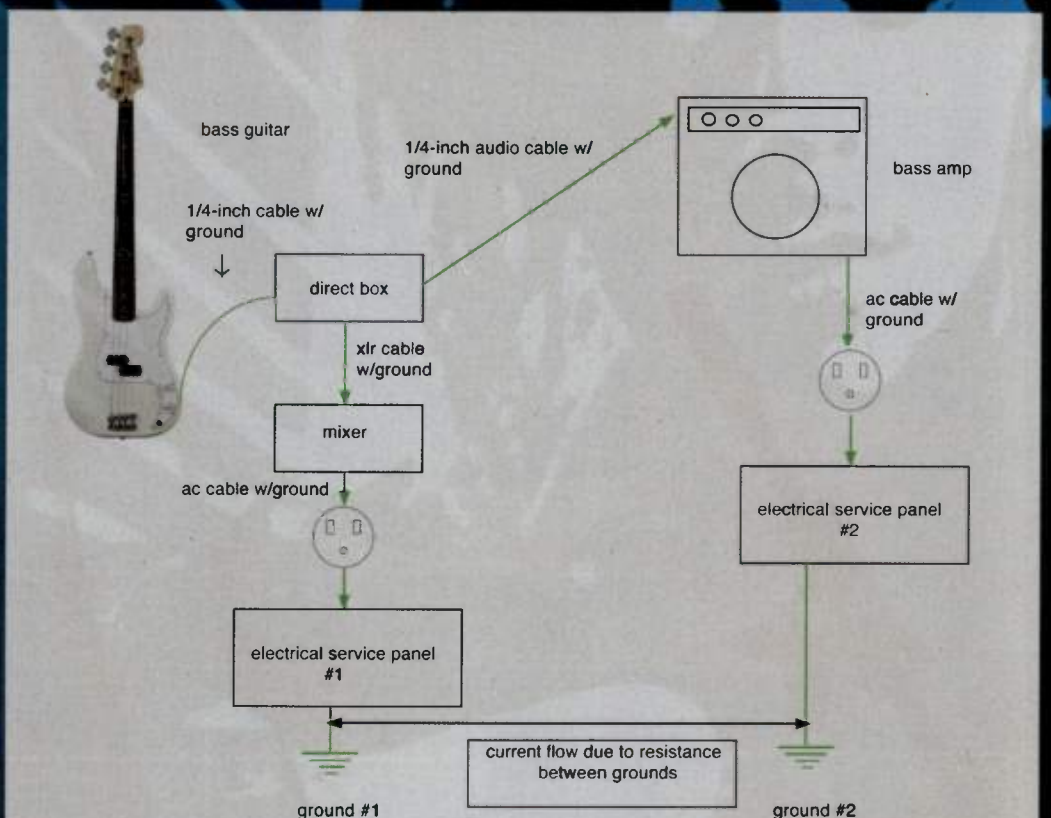 bass guitar
1/4-inch audio cable w/
ground
bass amp
1/4-inch cable w/
ground
direct box
ac cable w/
ground
xlr cable
w/ground
mixer
ac cable w/ground
electrical service panel
#2
electrical service panel
#1
current flow due to resistance
between grounds
ground #1
ground #2